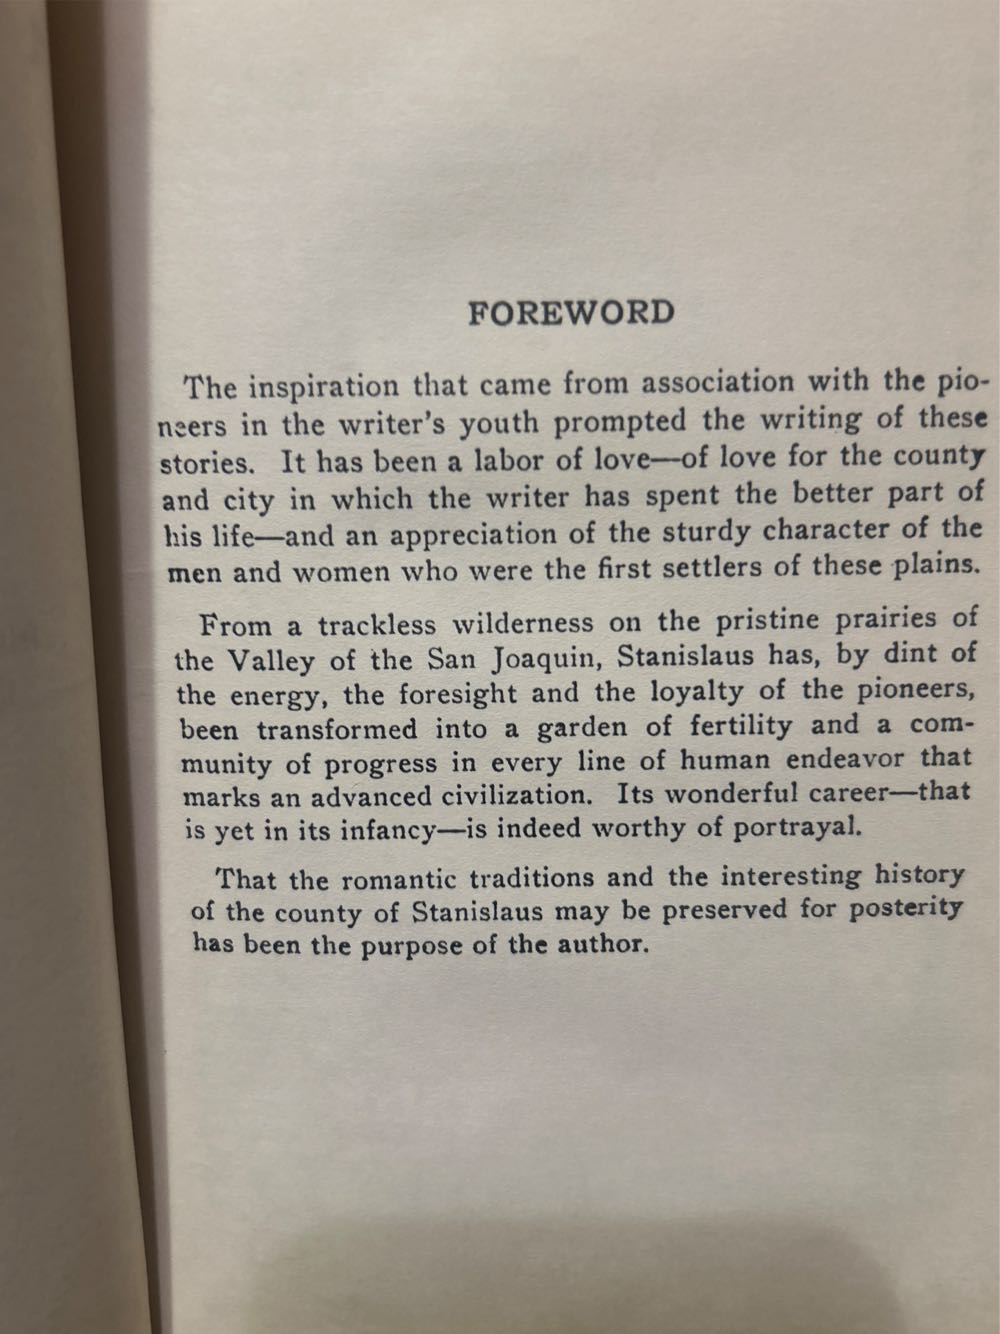 FOREWORD
The inspiration that came from association with the pio-
neers in the writer's youth prompted the writing of these
stories. It has been a labor of love—of love for the county
and city in which the writer has spent the better part of
his life—and an appreciation of the sturdy character of the
men and women who were the first settlers of these plains.
From a trackless wilderness on the pristine prairies of
the Valley of the San Joaquin, Stanislaus has, by dint of
the energy, the foresight and the loyalty of the pioneers,
been transformed into a garden of fertility and a com-
munity of progress in every line of human endeavor that
marks an advanced civilization. Its wonderful career—that
is yet in its infancy—is indeed worthy of portrayal.
That the romantic traditions and the interesting history
of the county of Stanislaus may be preserved for posterity
has been the purpose of the author.